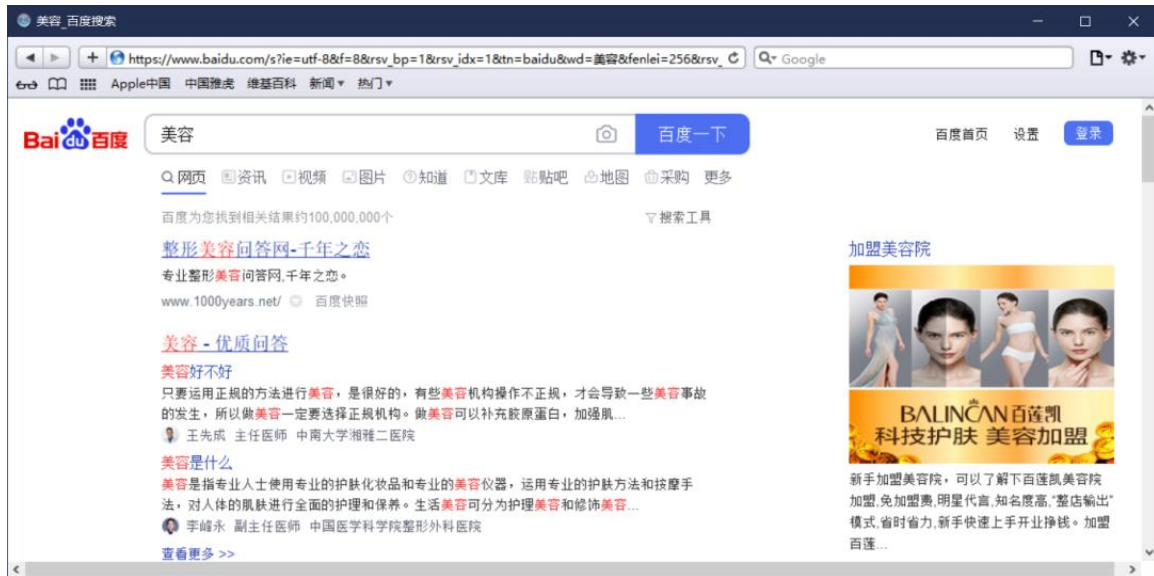 美容_百度搜索
https://www.baidu.com/s?ie=utf-8&f=8&rsv_bp=1&rsv_idx=1&tn=baidu&wd=美容&fenlei=256&rsv_
Google
Apple中国 中国雅虎 维基百科 新闻 热门
Bai du 百度
美容
百度一下
百度首页 设置 登录
网页 资讯 视频 图片 知道 文库 贴吧 地图 采购 更多
百度为您找到相关结果约100,000,000个
搜索工具
整形美容问答网-千年之恋
专业整形美容问答网,千年之恋。
www.1000years.net/ 百度快照
美容 - 优质问答
美容好不好
只要运用正规的方法进行美容，是很好的，有些美容机构操作不正规，才会导致一些美容事故
的发生，所以做美容一定要选择正规机构。做美容可以补充胶原蛋白，加强肌...
王先成 主任医师 中南大学湘雅二医院
美容是什么
美容是指专业人士使用专业的护肤化妆品和专业的美容仪器，运用专业的护肤方法和按摩手
法，对人体的肌肤进行全面的护理和保养。生活美容可分为护理美容和修饰美容...
李峰永 副主任医师 中国医学科学院整形外科医院
查看更多 >>
加盟美容院
BALINCAN 百莲凯
科技护肤 美容加盟
新手加盟美容院，可以了解下百莲凯美容院
加盟,免加盟费,明星代言,知名度高,"整店输出"
模式,省时省力,新手快速上手开业挣钱。加盟
百莲...